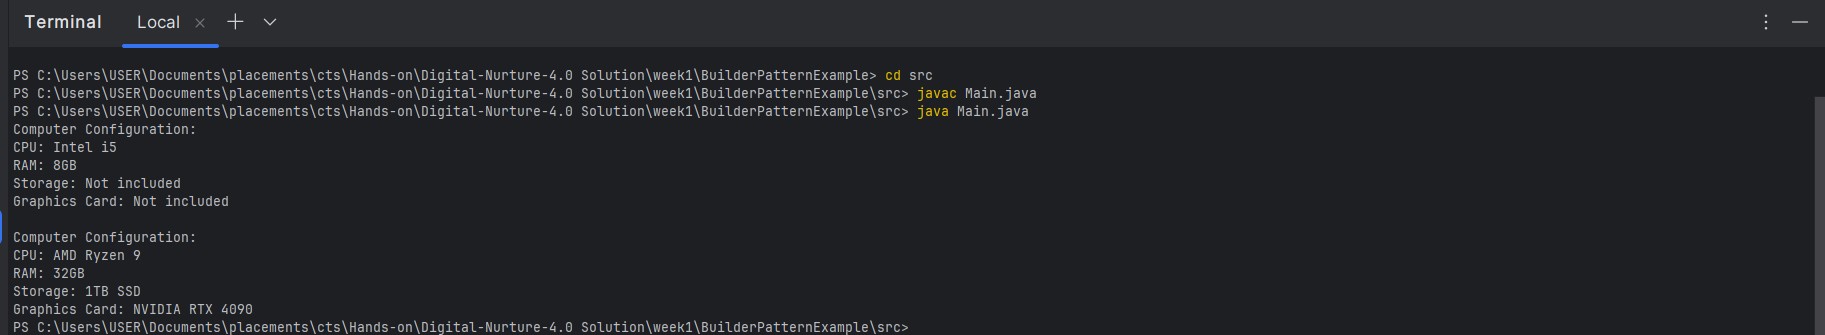 Terminal Local
PS C:\Users\USER\Documents\placements\cts\Hands-on\Digital-Nurture-4.0 Solution\week1\BuilderPatternExample> cd src
PS C:\Users\USER\Documents\placements\cts\Hands-on\Digital-Nurture-4.0 Solution\week1\BuilderPatternExample\src> javac Main.java
PS C:\Users\USER\Documents\placements\cts\Hands-on\Digital-Nurture-4.0 Solution\week1\BuilderPatternExample\src> java Main.java
Computer Configuration:
CPU: Intel i5
RAM: 8GB
Storage: Not included
Graphics Card: Not included
Computer Configuration:
CPU: AMD Ryzen 9
RAM: 32GB
Storage: 1TB SSD
Graphics Card: NVIDIA RTX 4090
PS C:\Users\USER\Documents\placements\cts\Hands-on\Digital-Nurture-4.0 Solution\week1\BuilderPatternExample\src>